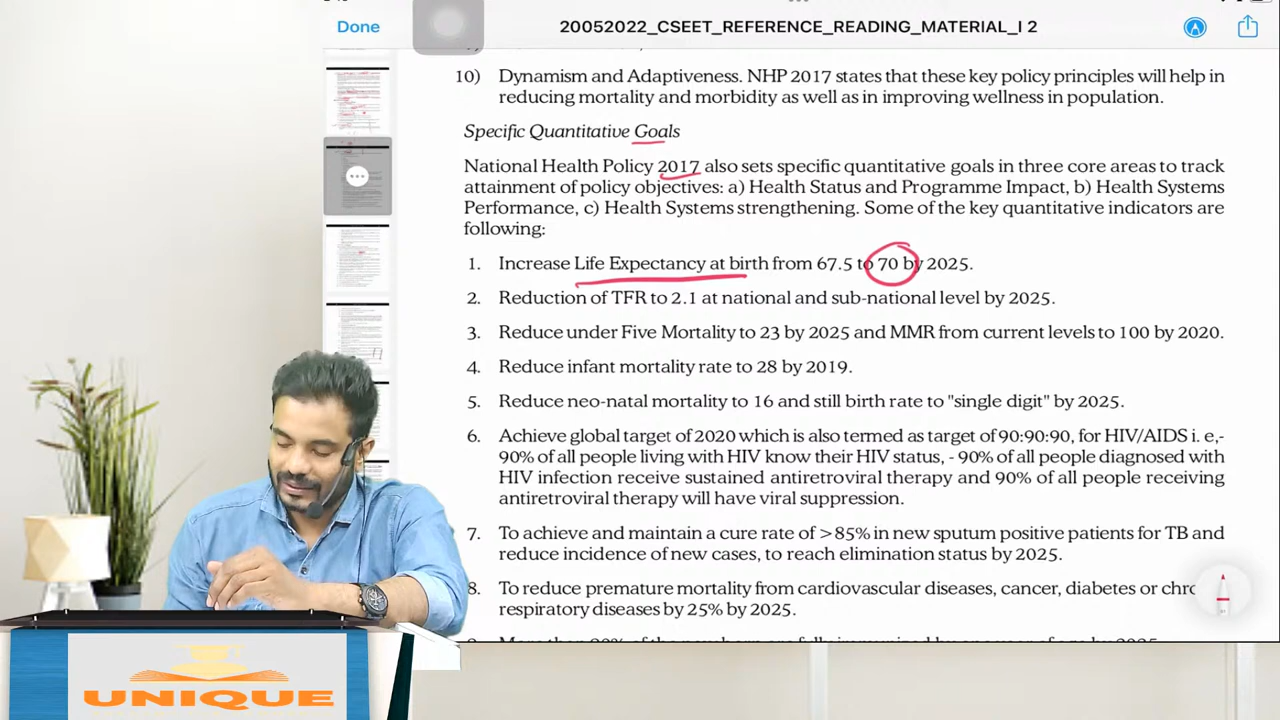 Done
20052022_CSEET_REFERENCE_READING_MATERIAL_I 2
10) Dynamism and Adaptiveness. NHP 2017 states that these key policy principles will help in
reducing mortality and morbidity as well as in improving wellness of population.
Specific Quantitative Goals
National Health Policy 2017 also set specific quantitative goals in this sphere and to track
attainment of policy objectives a) Health Status and Programme Impact, b) Health System
Performance, c) Health System strengthening. Some of the key quantitative indicators are
following:
1. Increase Life Expectancy at birth from 67.5 to 70 by 2025.
2. Reduction of TFR to 2.1 at national and sub-national level by 2025.
3. Reduce under five Mortality to 23 by 2025 and MMR from current levels to 100 by 2020.
4. Reduce infant mortality rate to 28 by 2019.
5. Reduce neo-natal mortality to 16 and still birth rate to "single digit" by 2025.
6. Achieve global target of 2020 which is also termed as target of 90:90:90, for HIV/AIDS i. e,-
90% of all people living with HIV know their HIV status, - 90% of all people diagnosed with
HIV infection receive sustained antiretroviral therapy and 90% of all people receiving
antiretroviral therapy will have viral suppression.
7. To achieve and maintain a cure rate of >85% in new sputum positive patients for TB and
reduce incidence of new cases, to reach elimination status by 2025.
8. To reduce premature mortality from cardiovascular diseases, cancer, diabetes or
respiratory diseases by 25% by 2025.
UNIQUE